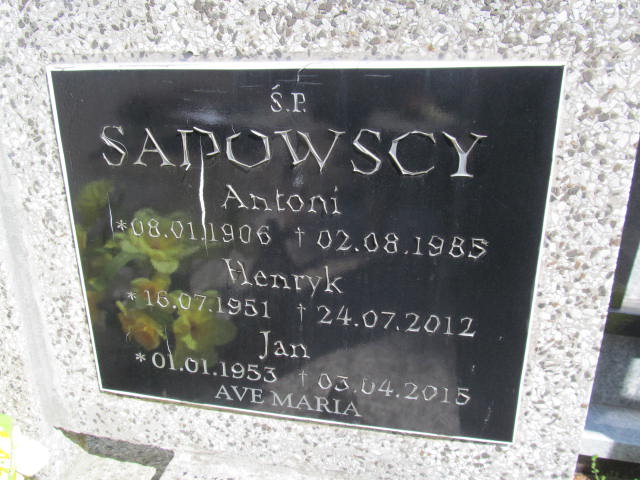 Ś.P.
SADOWSCY
Antoni
*08.01.1906 †02.08.1985
Henryk
*16.07.1951 †24.07.2012
Jan
*01.01.1953 †03.04.2015
AVE MARIA